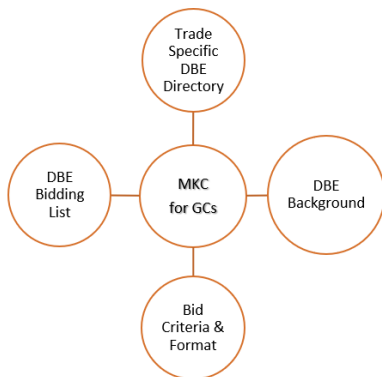 Trade
Specific
DBE
Directory
DBE
Bidding
List
MKC
for GCs
DBE
Background
Bid
Criteria &
Format